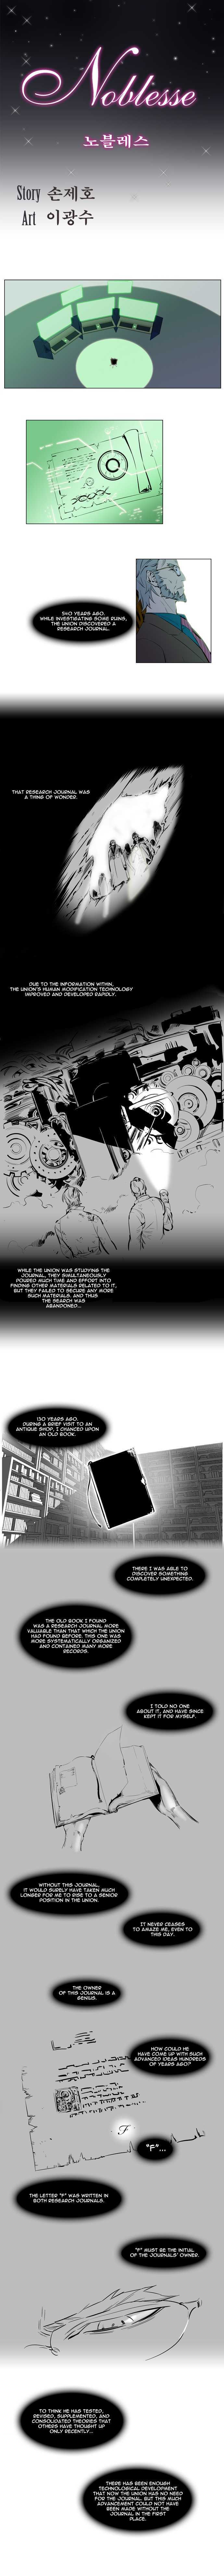 Noblesse
노블레스
Story 손제호
Art 이광수
540 YEARS AGO.
WHILE INVESTIGATING SOME RUINS,
THE UNION DISCOVERED A
RESEARCH JOURNAL.
THAT RESEARCH JOURNAL WAS
A THING OF WONDER.
DUE TO THE INFORMATION WITHIN,
THE UNION'S HUMAN MODIFICATION TECHNOLOGY
IMPROVED AND DEVELOPED RAPIDLY.
WHILE THE UNION WAS STUDYING THE
JOURNAL, THEY SIMULTANEOUSLY
POURED MUCH TIME AND EFFORT INTO
FINDING OTHER MATERIALS RELATED TO IT,
BUT THEY FAILED TO SECURE ANY MORE
SUCH MATERIALS. AND THUS
THE SEARCH WAS
ABANDONED...
130 YEARS AGO.
DURING A BRIEF VISIT TO AN
ANTIQUE SHOP, I CHANCED UPON
AN OLD BOOK.
THERE I WAS ABLE TO
DISCOVER SOMETHING
COMPLETELY UNEXPECTED.
THE OLD BOOK I FOUND
WAS A RESEARCH JOURNAL MORE
VALUABLE THAN THAT WHICH THE UNION
HAD FOUND BEFORE. THIS ONE WAS
MORE SYSTEMATICALLY ORGANIZED
AND CONTAINED MANY MORE
RECORDS.
I TOLD NO ONE
ABOUT IT, AND HAVE SINCE
KEPT IT FOR MYSELF.
WITHOUT THIS JOURNAL,
IT WOULD SURELY HAVE TAKEN MUCH
LONGER FOR ME TO RISE TO A SENIOR
POSITION IN THE UNION.
IT NEVER CEASES
TO AMAZE ME, EVEN TO
THIS DAY.
THE OWNER
OF THIS JOURNAL IS A
GENIUS.
HOW COULD HE
HAVE COME UP WITH SUCH
ADVANCED IDEAS HUNDREDS
OF YEARS AGO?
F
"F"...
THE LETTER "F" WAS WRITTEN IN
BOTH RESEARCH JOURNALS.
"F" MUST BE THE INITIAL
OF THE JOURNALS' OWNER.
TO THINK HE HAS TESTED,
REVISED, SUPPLEMENTED, AND
CONSOLIDATED THEORIES THAT
OTHERS HAVE THOUGHT UP
ONLY RECENTLY...
THERE HAS BEEN ENOUGH
TECHNOLOGICAL DEVELOPMENT
THAT NOW THE UNION HAS NO NEED
FOR THE JOURNAL. BUT THIS MUCH
ADVANCEMENT COULD NOT HAVE
BEEN MADE WITHOUT THE
JOURNAL IN THE FIRST
PLACE.